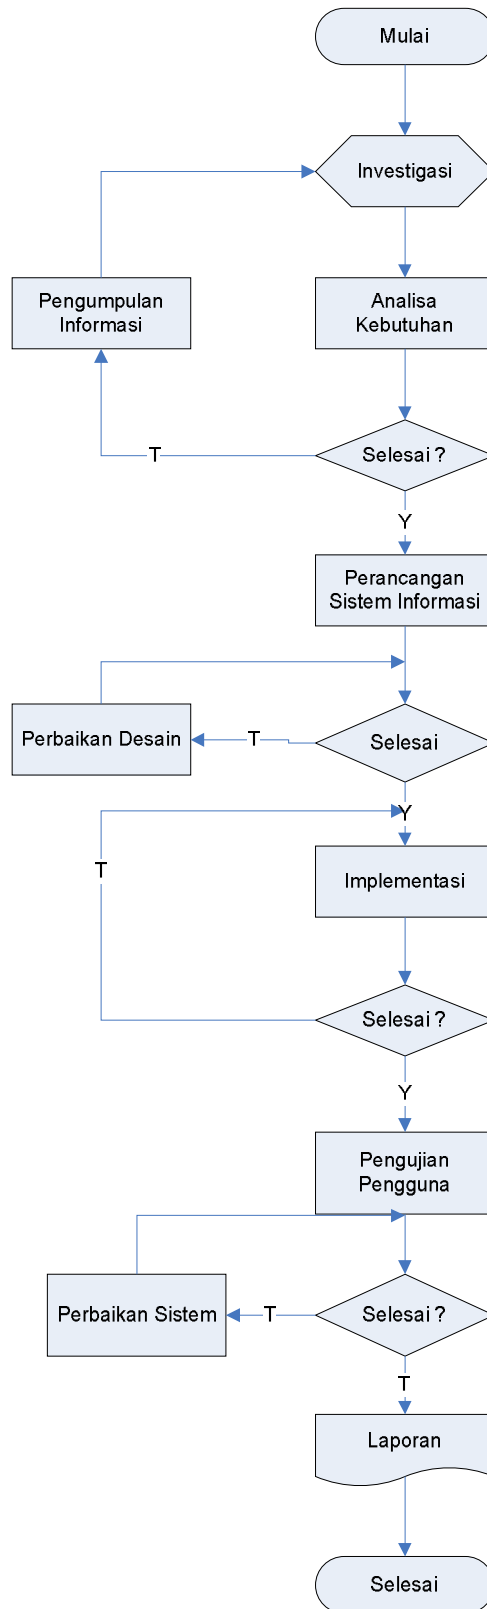 Mulai
Investigasi
Pengumpulan
Informasi
Analisa
Kebutuhan
Selesai ?
T
Y
Perancangan
Sistem Informasi
Perbaikan Desain
T
Selesai
Y
T
Implementasi
Selesai ?
Y
Pengujian
Pengguna
Perbaikan Sistem
T
Selesai ?
T
Laporan
Selesai